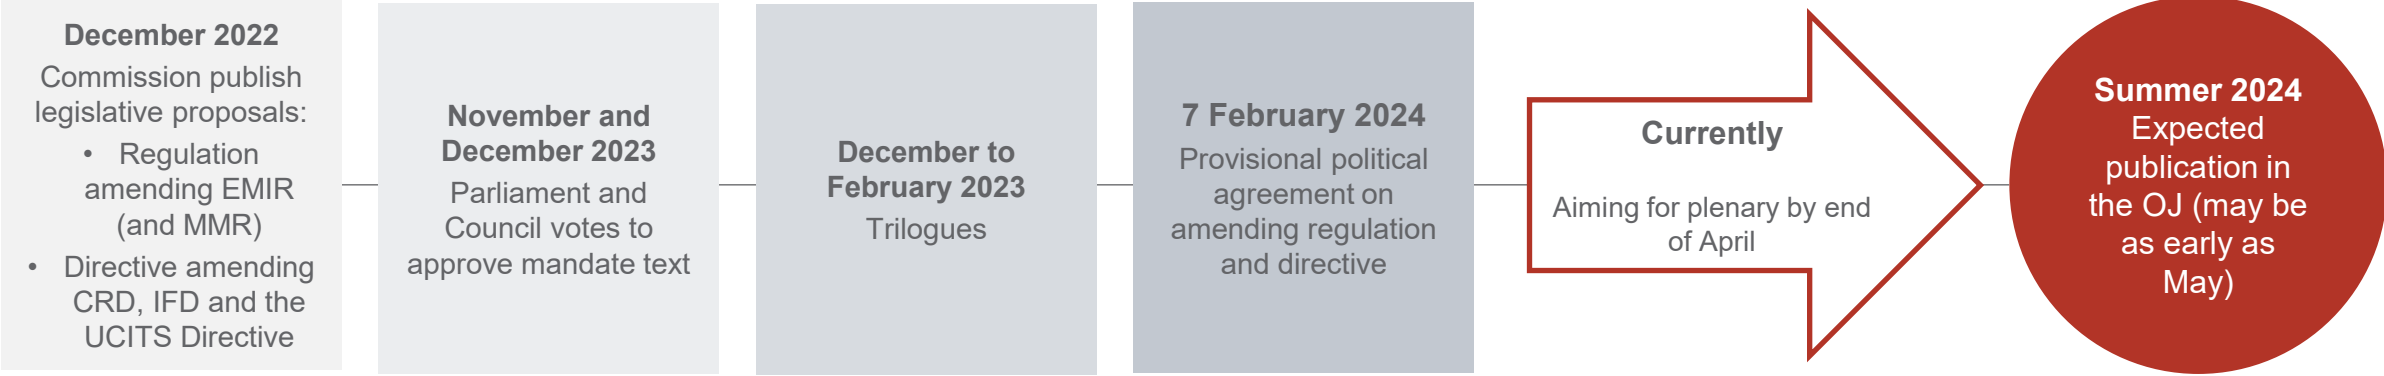 December 2022
Commission publish
legislative proposals:
• Regulation
amending EMIR
(and MMR)
• Directive amending
CRD, IFD and the
UCITS Directive
November and
December 2023
Parliament and
Council votes to
approve mandate text
December to
February 2023
Trilogues
7 February 2024
Provisional political
agreement on
amending regulation
and directive
Currently
Aiming for plenary by end
of April
Summer 2024
Expected
publication in
the OJ (may be
as early as
May)